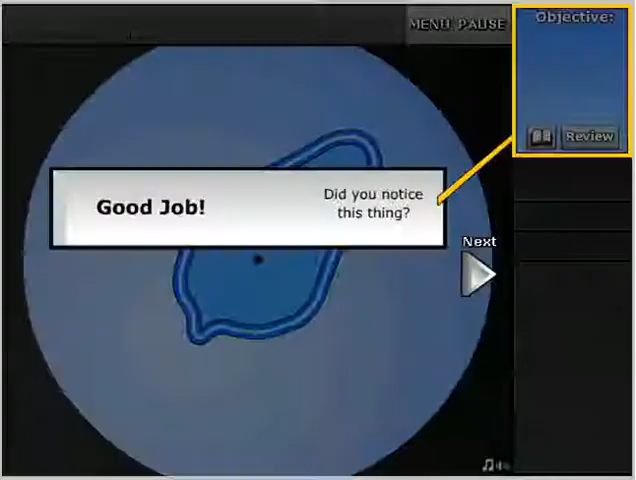 MENU PAUSE
Objective:
Review
Good Job!
Did you notice
this thing?
Next